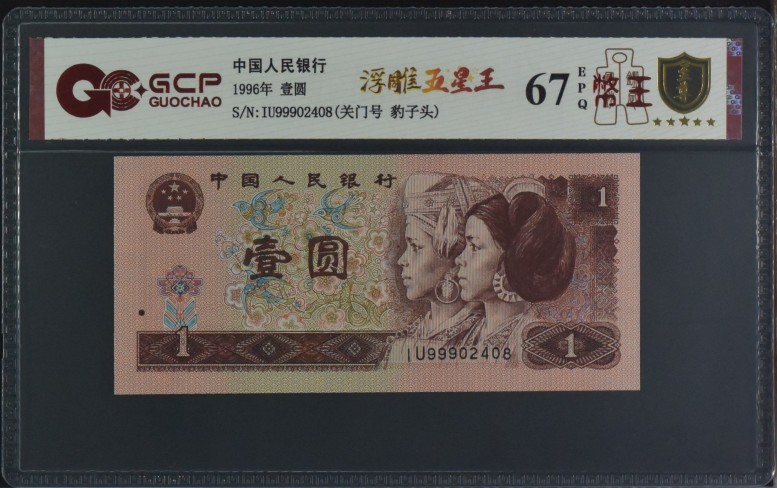 GCP
GUOCHAO
中国人民银行
1996年 壹圆
S/N:IU99902408(关门号 豹子头)
浮雕五星王
67
EPQ
中国人民银行
1
壹圆
1
1
IU99902408